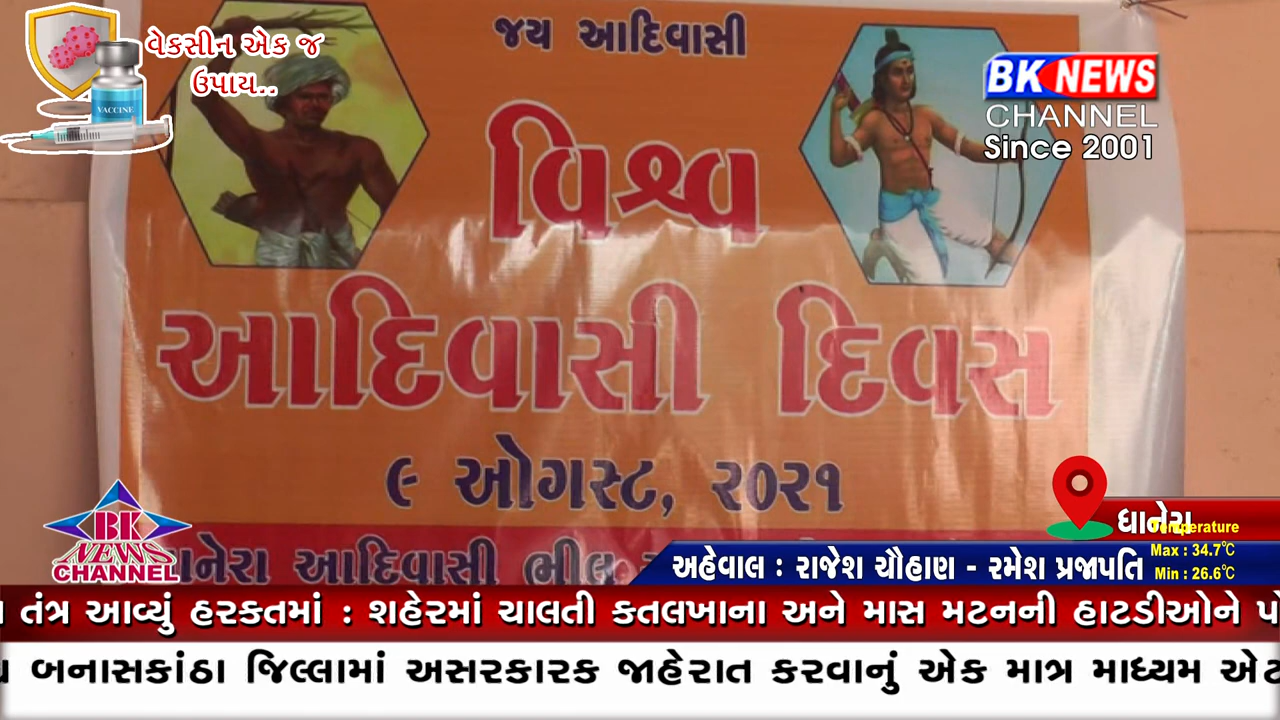 વેકસીન એક જ
ઉપાય..
VACCINE
જય આદિવાસી
BK NEWS
CHANNEL
Since 2001
વિશ્વ
આદિવાસી દિવસ
૯ ઓગસ્ટ, ૨૦૨૧
આદિવાસી ભીલ
BK
NEWS
CHANNEL
ધાનેરા
Temperature
Max : 34.7℃
Min : 26.6℃
અહેવાલ : રાજેશ ચૌહાણ - રમેશ પ્રજાપતિ
તંત્ર આવ્યું હરકતમાં : શહેરમાં ચાલતી કતલખાના અને માસ મટનની હાટડીઓને
બનાસકાંઠા જિલ્લામાં અસરકારક જાહેરાત કરવાનું એક માત્ર માધ્યમ